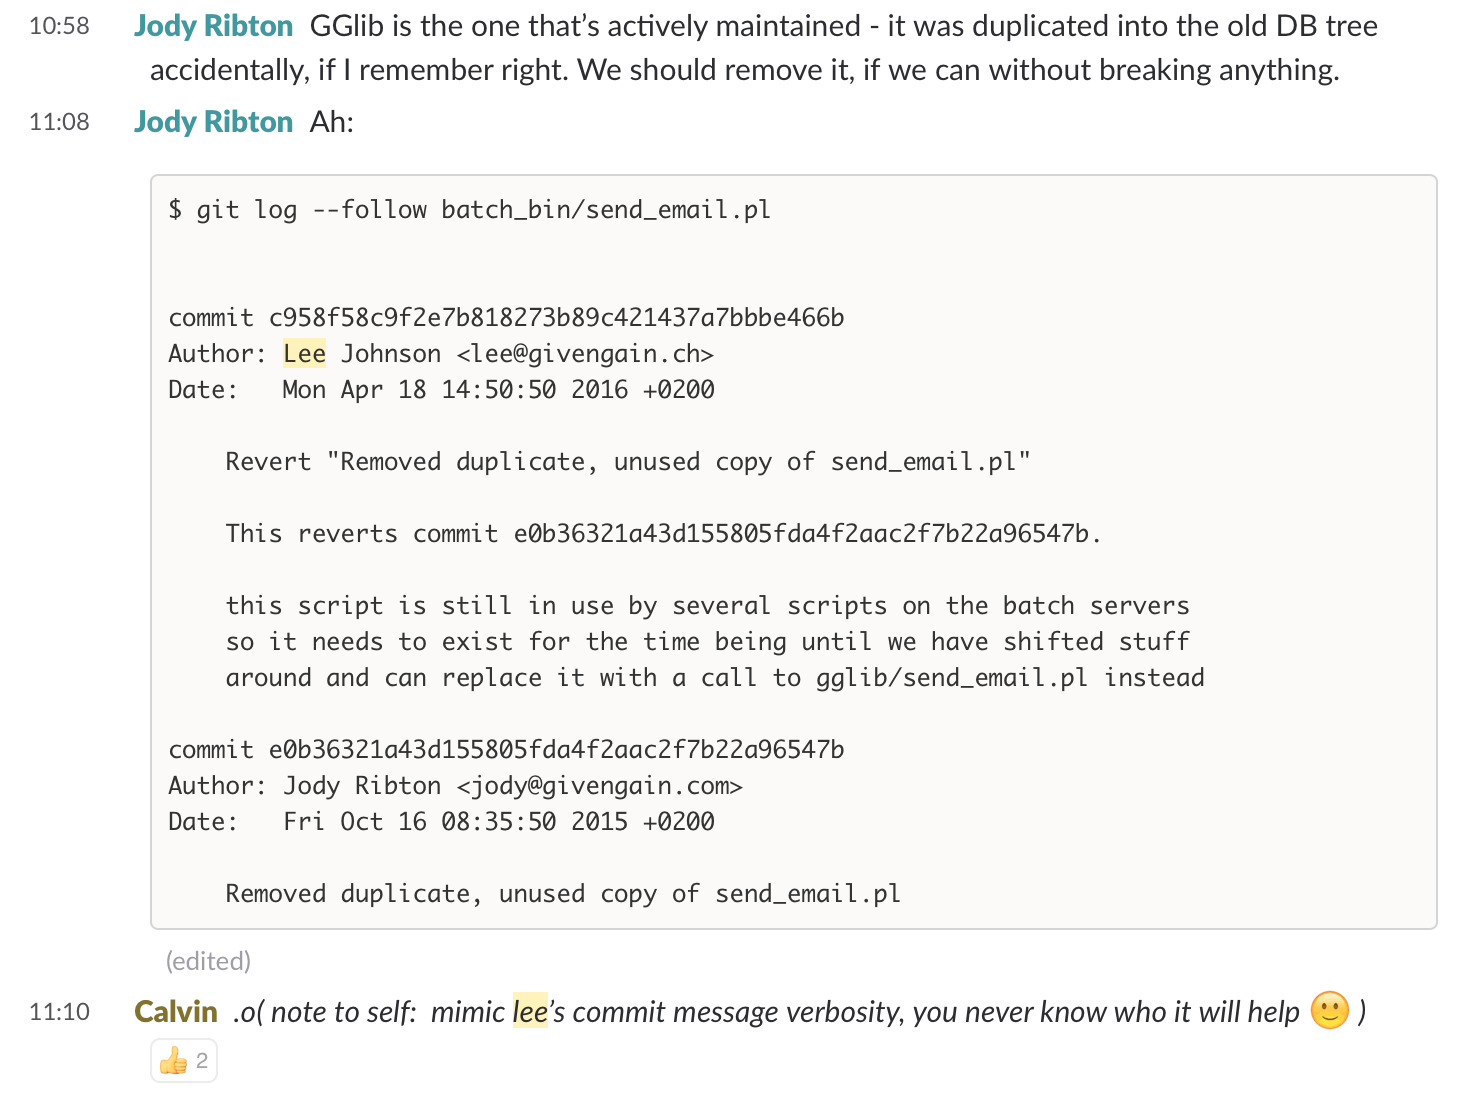 10:58 Jody Ribton GGlib is the one that’s actively maintained - it was duplicated into the old DB tree
accidentally, if I remember right. We should remove it, if we can without breaking anything.
11:08 Jody Ribton Ah:
$ git log --follow batch_bin/send_email.pl
commit c958f58c9f2e7b818273b89c421437a7bbbe466b
Author: Lee Johnson <lee@givengain.ch>
Date:   Mon Apr 18 14:50:50 2016 +0200
Revert "Removed duplicate, unused copy of send_email.pl"
This reverts commit e0b36321a43d155805fda4f2aac2f7b22a96547b.
this script is still in use by several scripts on the batch servers
so it needs to exist for the time being until we have shifted stuff
around and can replace it with a call to gglib/send_email.pl instead
commit e0b36321a43d155805fda4f2aac2f7b22a96547b
Author: Jody Ribton <jody@givengain.com>
Date:   Fri Oct 16 08:35:50 2015 +0200
Removed duplicate, unused copy of send_email.pl
(edited)
11:10 Calvin .o( note to self:  mimic lee’s commit message verbosity, you never know who it will help 🙂 )
👍 2